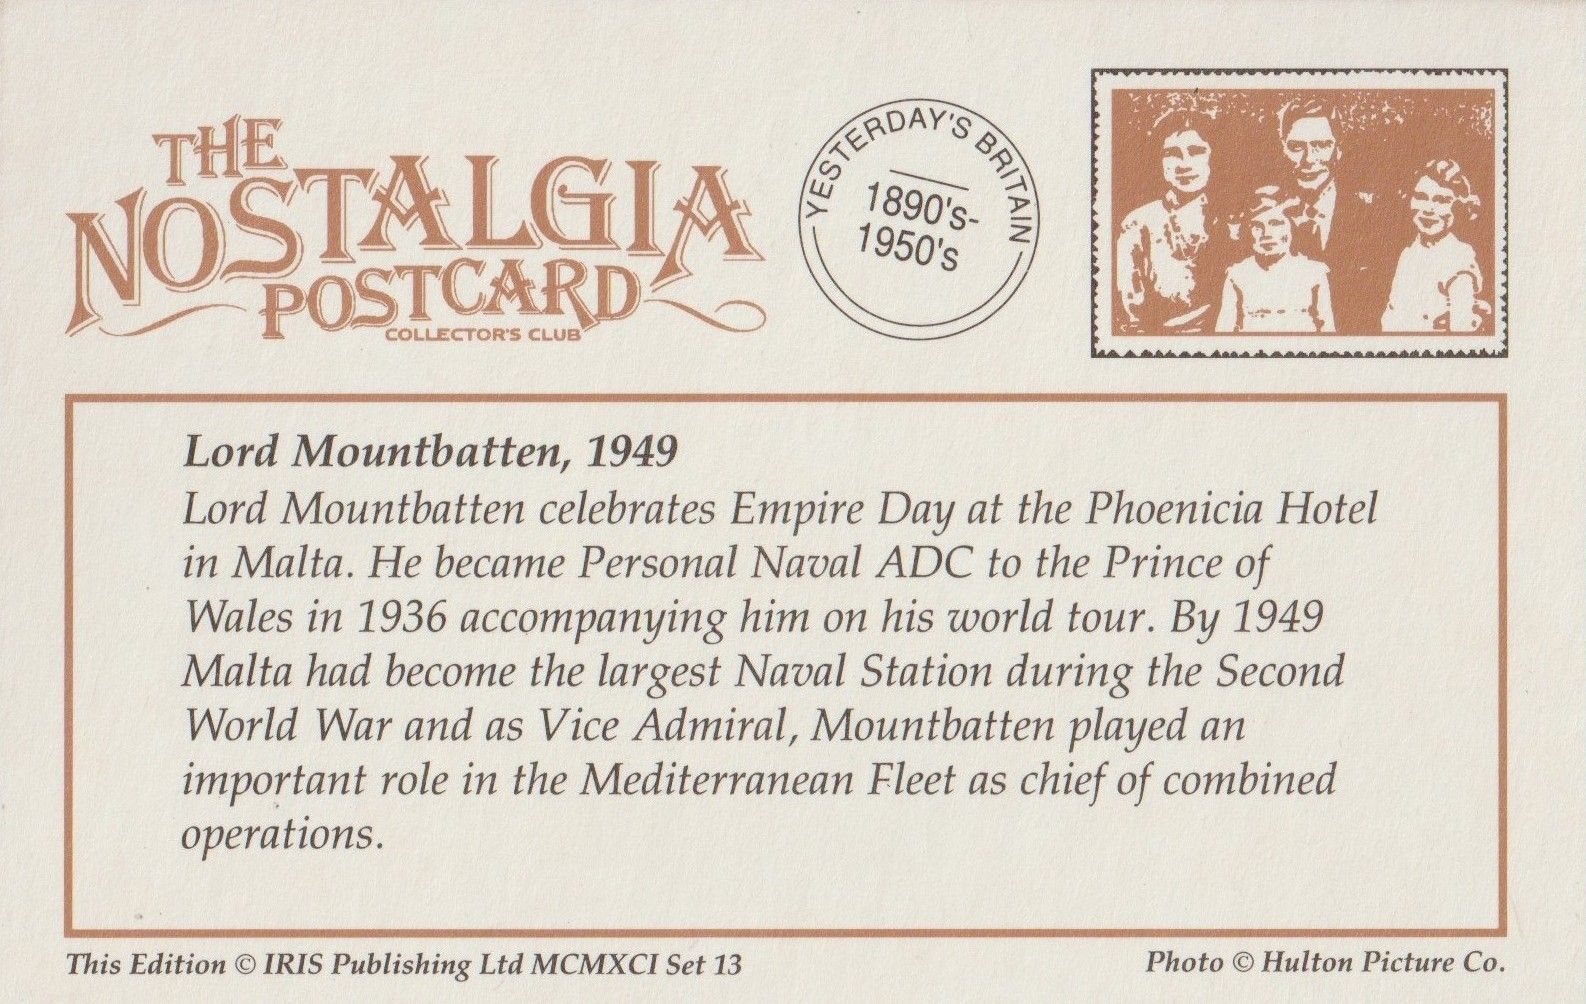 THE
NOSTALGIA
POSTCARD
COLLECTOR'S CLUB
YESTERDAY'S BRITAIN
1890's-
1950's
Lord Mountbatten, 1949
Lord Mountbatten celebrates Empire Day at the Phoenicia Hotel
in Malta. He became Personal Naval ADC to the Prince of
Wales in 1936 accompanying him on his world tour. By 1949
Malta had become the largest Naval Station during the Second
World War and as Vice Admiral, Mountbatten played an
important role in the Mediterranean Fleet as chief of combined
operations.
This Edition © IRIS Publishing Ltd MCMXCI Set 13
Photo © Hulton Picture Co.